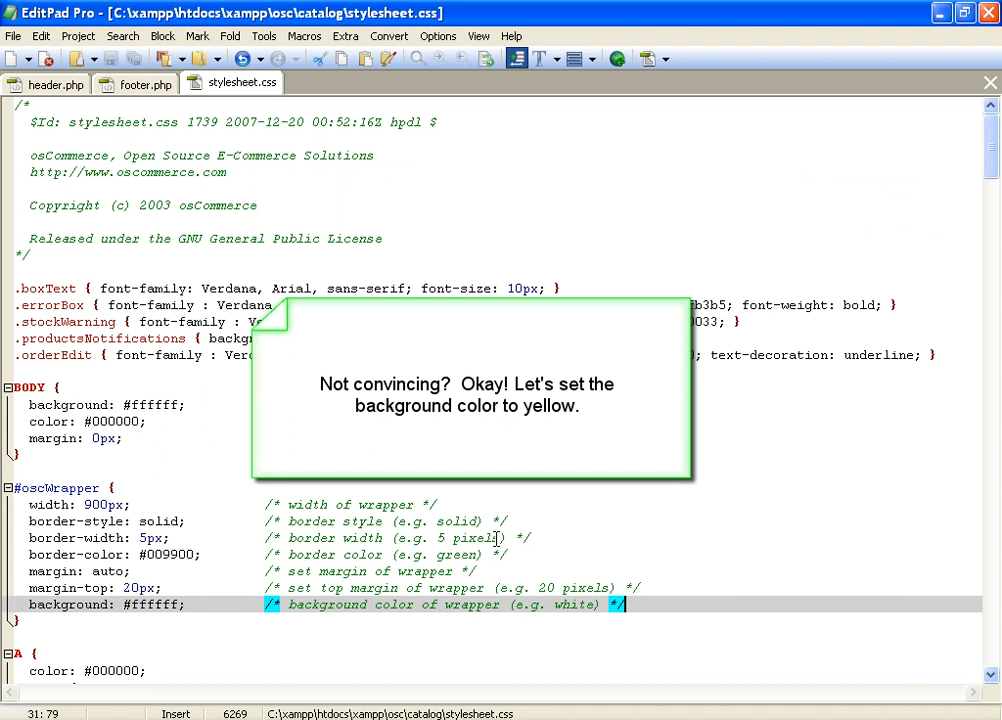 EditPad Pro - [C:\xampp\htdocs\xampp\osc\catalog\stylesheet.css]
File Edit Project Search Block Mark Fold Tools Macros Extra Convert Options View Help
header.php footer.php stylesheet.css
/*
$Id: stylesheet.css 1739 2007-12-20 00:52:16Z hpdl $
osCommerce, Open Source E-Commerce Solutions
http://www.oscommerce.com
Copyright (c) 2003 osCommerce
Released under the GNU General Public License
*/
.boxText { font-family: Verdana, Arial, sans-serif; font-size: 10px; }
.errorBox { font-family : Verdana b3b5; font-weight: bold; }
.stockWarning { font-family : Ve 0033; }
.productsNotifications { backg
.orderEdit { font-family : Verd 0; text-decoration: underline; }
Not convincing? Okay! Let's set the
background color to yellow.
BODY {
background: #ffffff;
color: #000000;
margin: 0px;
}
#oscWrapper {
width: 900px; /* width of wrapper */
border-style: solid; /* border style (e.g. solid) */
border-width: 5px; /* border width (e.g. 5 pixels) */
border-color: #009900; /* border color (e.g. green) */
margin: auto; /* set margin of wrapper */
margin-top: 20px; /* set top margin of wrapper (e.g. 20 pixels) */
background: #ffffff; /* background color of wrapper (e.g. white) */
}
A {
color: #000000;
31: 79 Insert 6269 C:\xampp\htdocs\xampp\osc\catalog\stylesheet.css